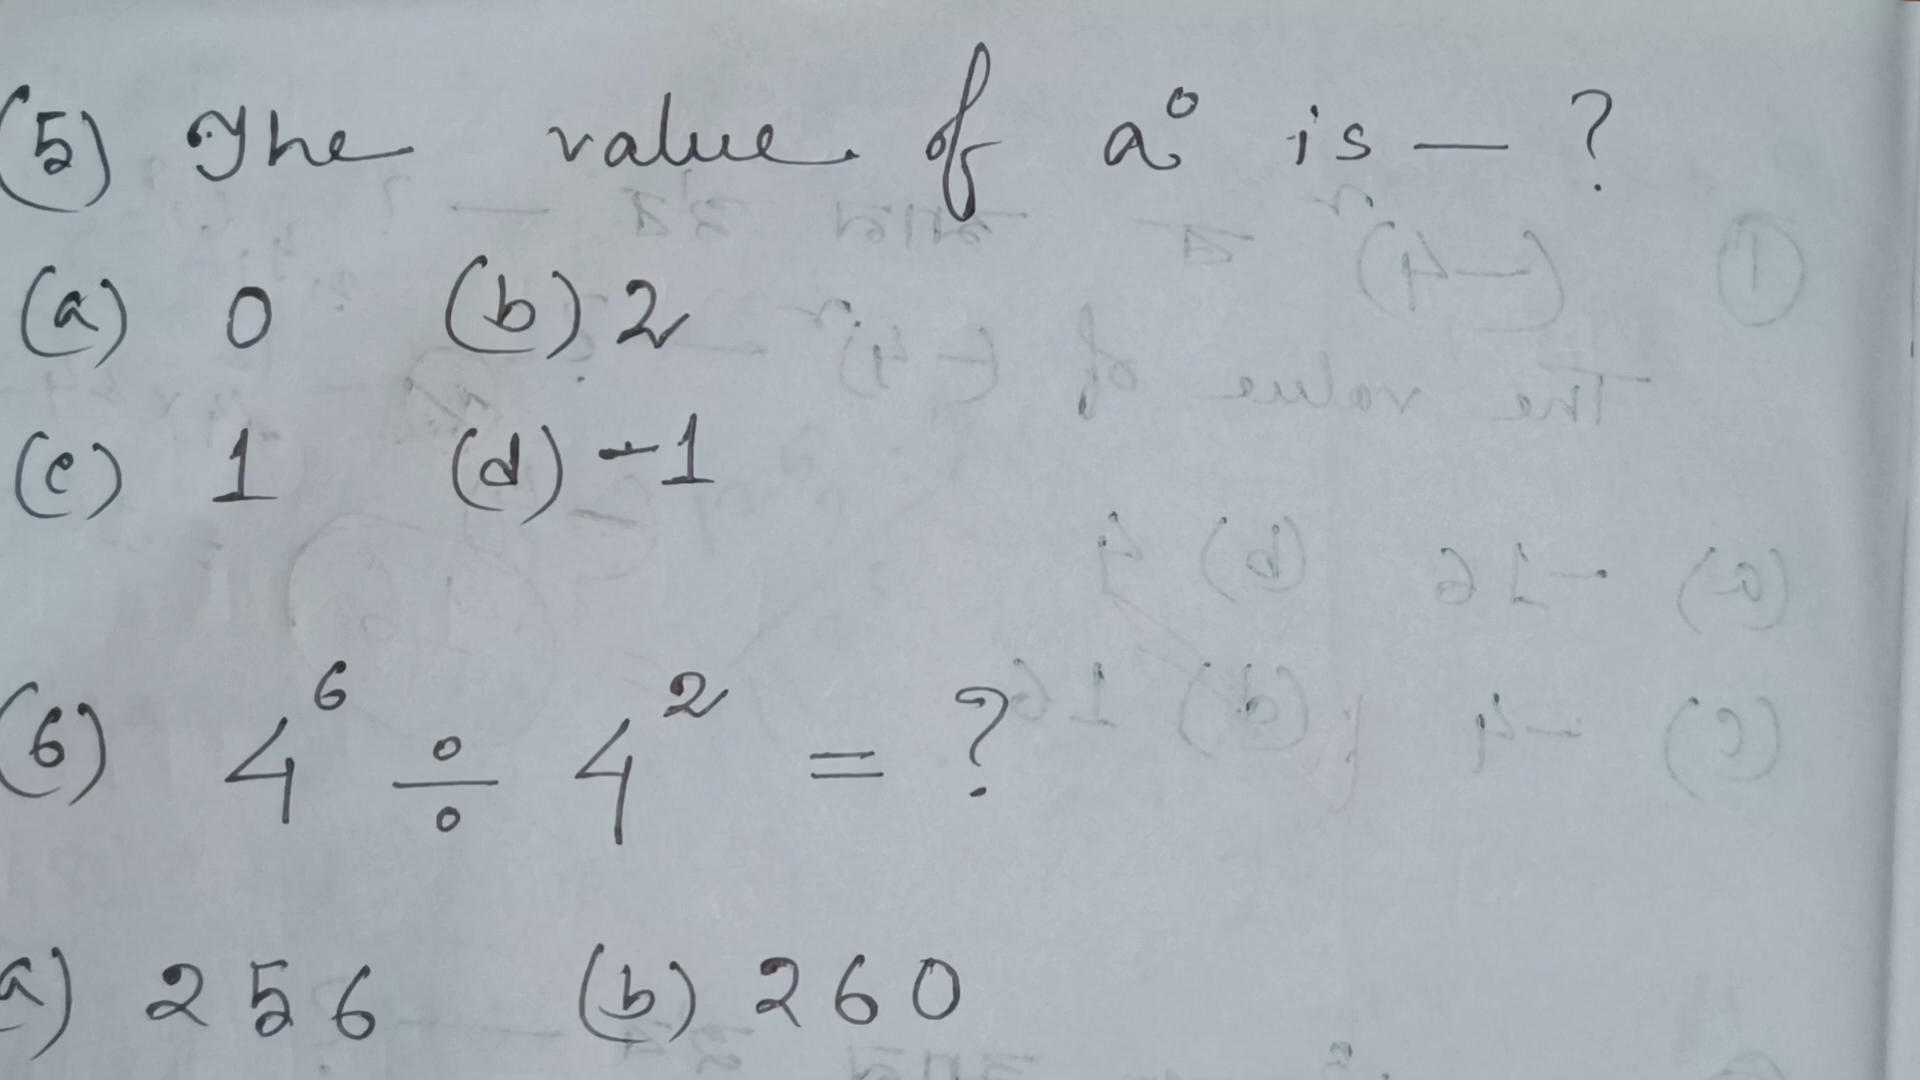 (5) The value of a⁰ is — ?
(a) 0 (b) 2
(c) 1 (d) -1
(6) 4⁶ ÷ 4² = ?
a) 256 (b) 260